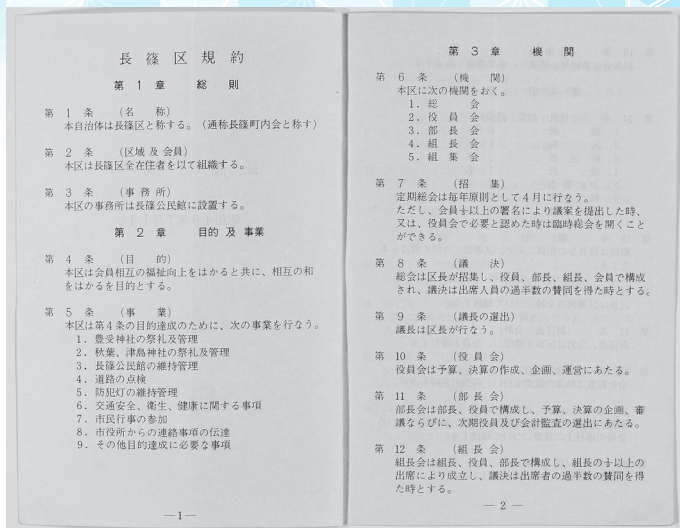 長篠区規約
第1章 総則
第1条 （名称）
本自治体は長篠区と称する。（通称長篠町内会と称す）
第2条 （区域及会員）
本区は長篠区全在住者を以て組織する。
第3条 （事務所）
本区の事務所は長篠公民館に設置する。
第2章 目的及事業
第4条 （目的）
本区は会員相互の福祉向上をはかると共に、相互の和
をはかるを目的とする。
第5条 （事業）
本区は第4条の目的達成のために、次の事業を行なう。
1．豊受神社の祭礼及管理
2．秋葉、津島神社の祭礼及管理
3．長篠公民館の維持管理
4．道路の点検
5．防犯灯の維持管理
6．交通安全、衛生、健康に関する事項
7．市民行事の参加
8．市役所からの連絡事項の伝達
9．その他目的達成に必要な事項
―1―
第3章 機関
第6条 （機関）
本区に次の機関をおく。
1．総会
2．役員会
3．部長会
4．組長会
5．組集会
第7条 （招集）
定期総会は毎年原則として4月に行なう。
ただし、会員以上の署名により議案を提出した時、
又は、役員会で必要と認めた時は臨時総会を開くこと
ができる。
第8条 （議決）
総会は区長が招集し、役員、部長、組長、会員で構成
され、議決は出席人員の過半数の賛同を得た時とする。
第9条 （議長の選出）
議長は区長が行なう。
第10条 （役員会）
役員会は予算、決算の作成、企画、運営にあたる。
第11条 （部長会）
部長会は部長、役員で構成し、予算、決算の企画、審
議ならびに、次期役員及び会計監査の選出にあたる。
第12条 （組長会）
組長会は組長、役員、部長で構成し、組長の以上の
出席により成立し、議決は出席者の過半数の賛同を得
た時とする。
―2―